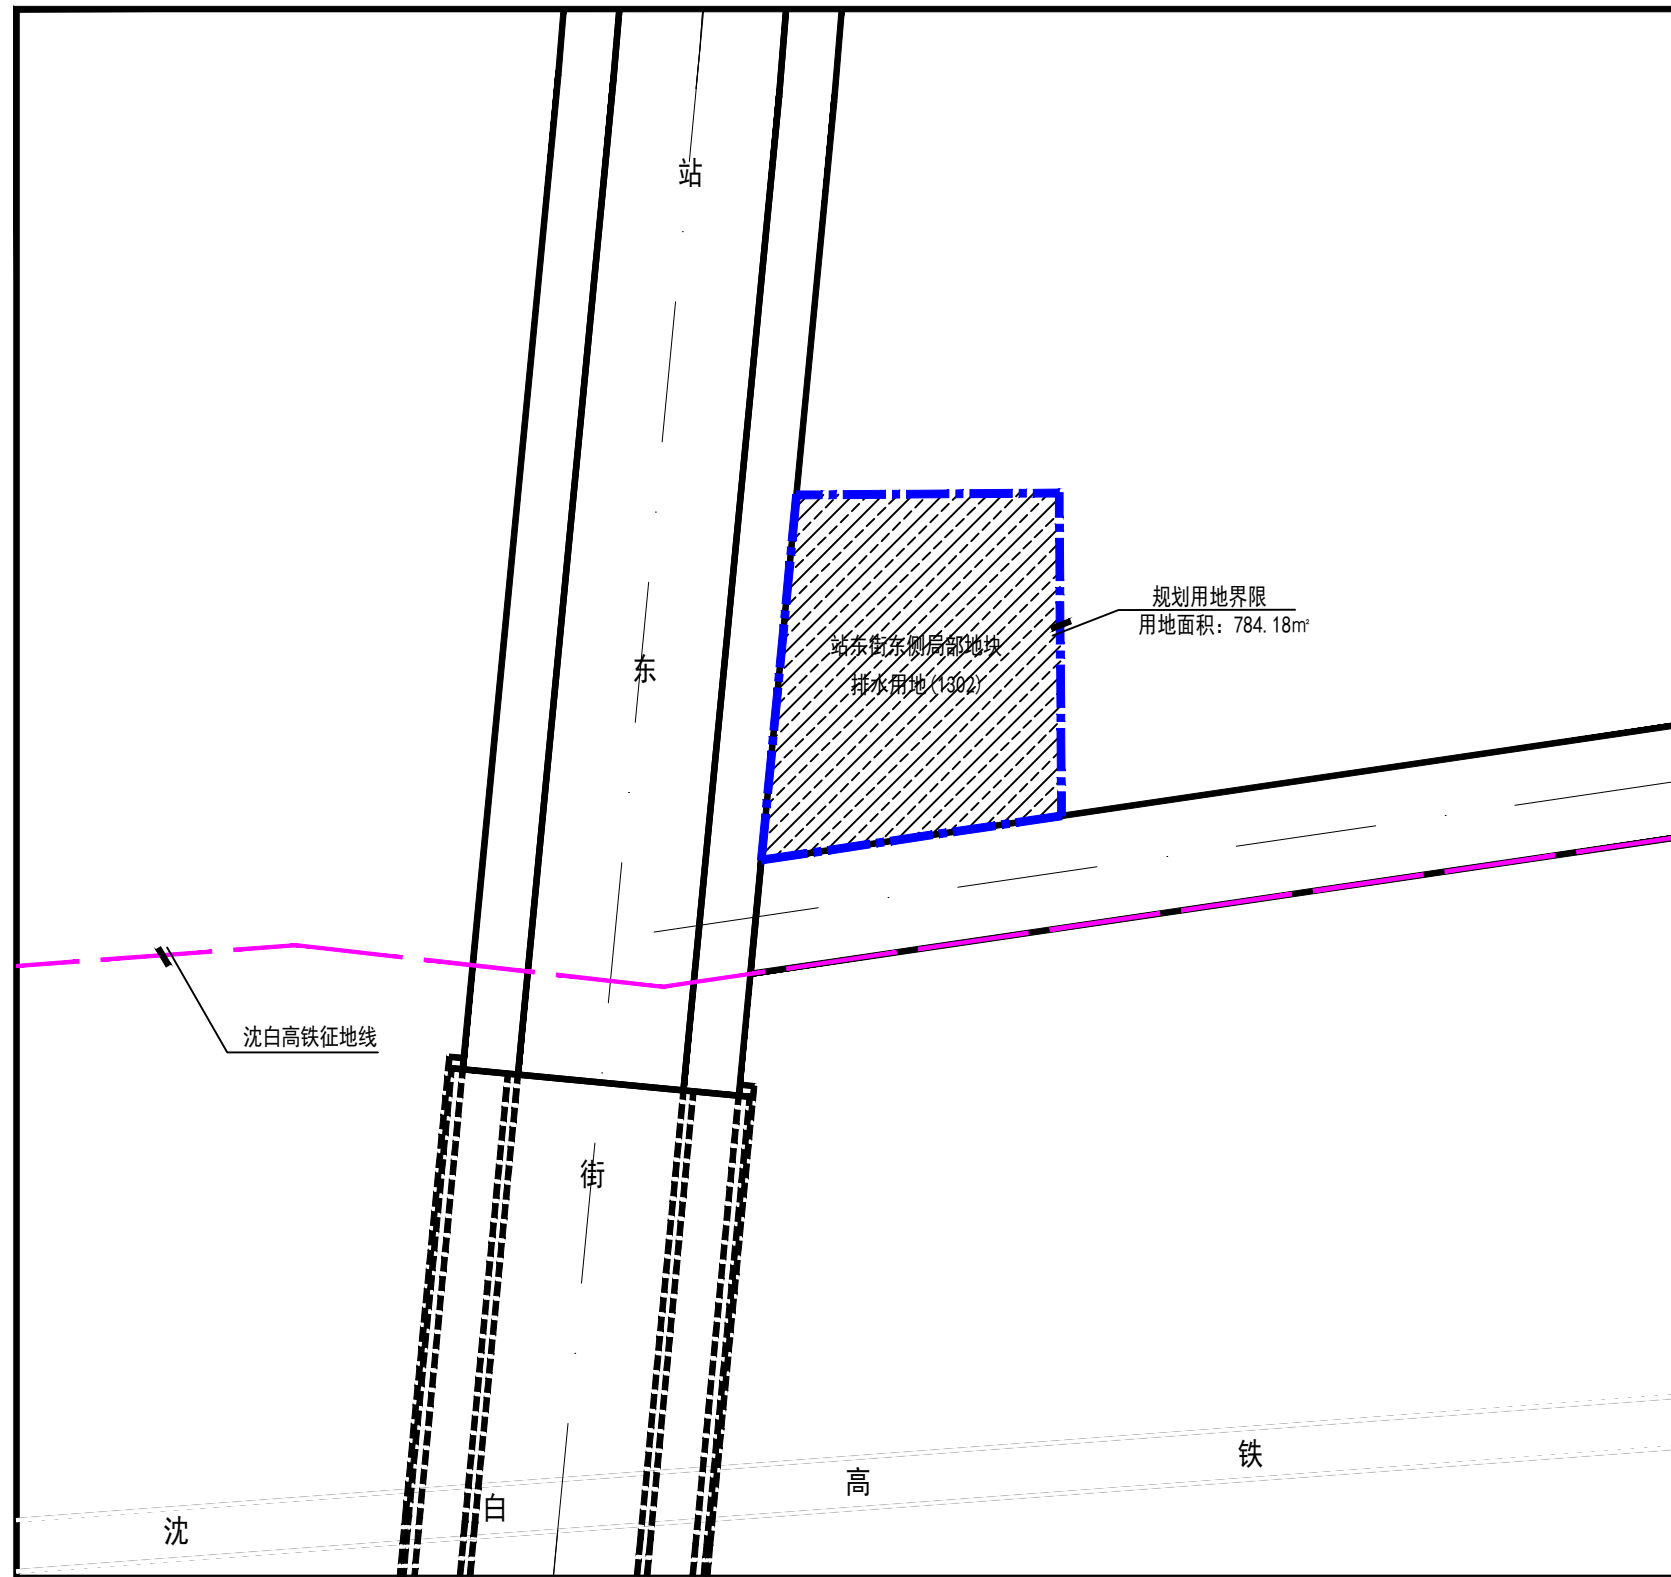 站
东
街
规划用地界限
用地面积：784.18㎡
站东街东侧局部地块
排水用地(1302)
沈白高铁征地线
沈
白
高
铁